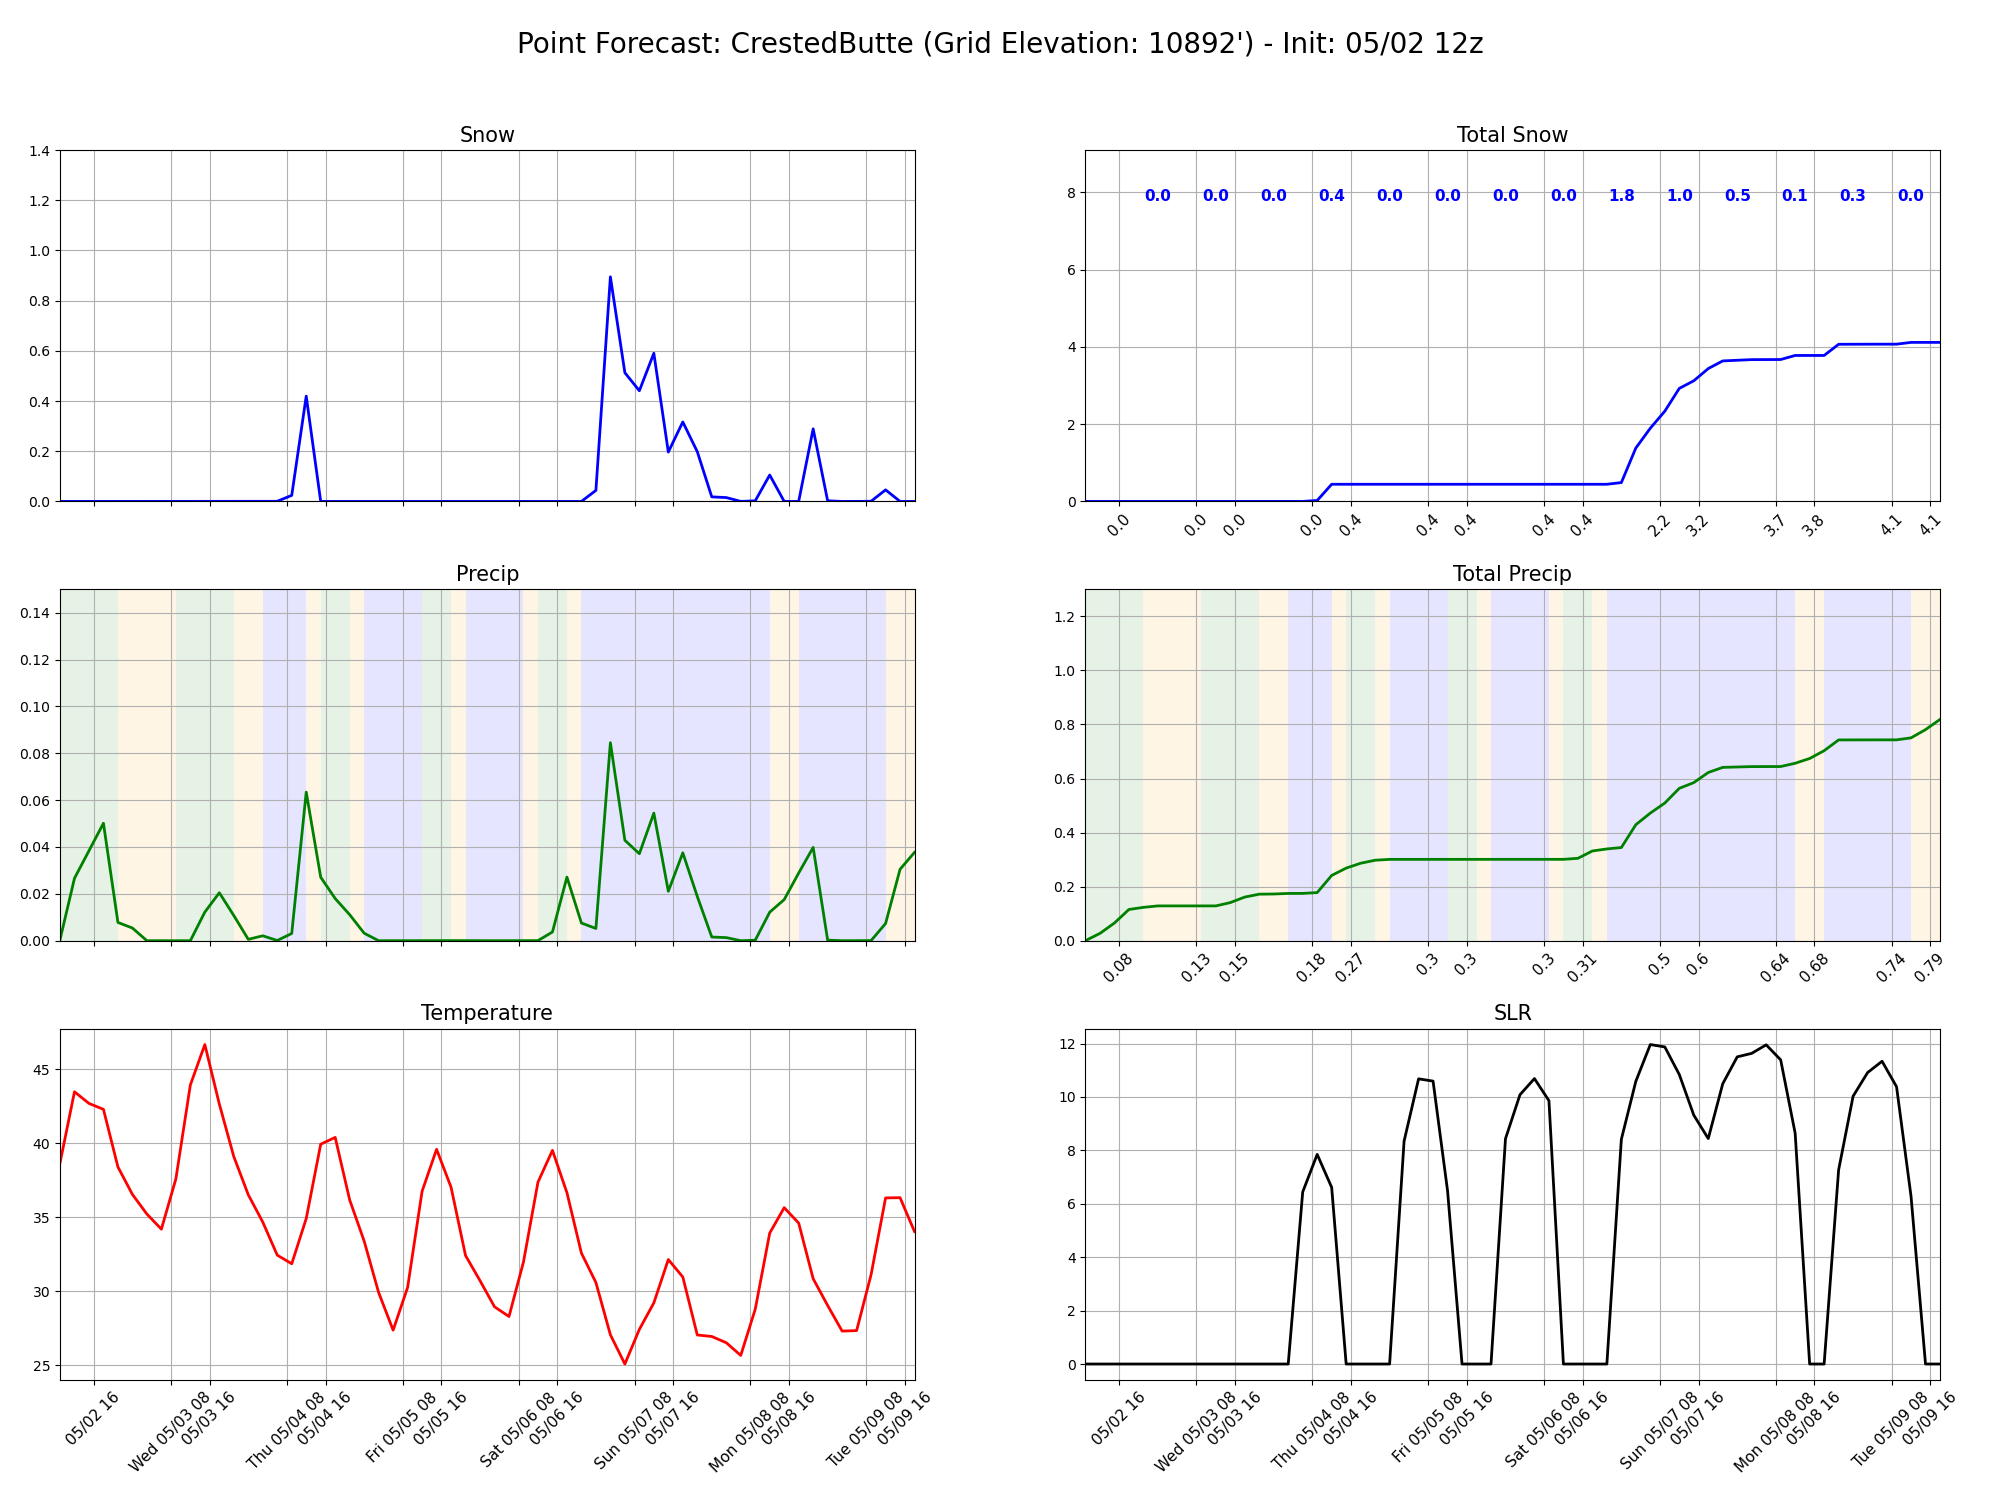 Point Forecast: CrestedButte (Grid Elevation: 10892') - Init: 05/02 12z
Snow
1.4
1.2
1.0
0.8
0.6
0.4
0.2
0.0
Total Snow
8
6
4
2
0
0.0 0.0 0.0 0.4 0.0 0.0 0.0 0.0 1.8 1.0 0.5 0.1 0.3 0.0
0.0 0.0 0.0 0.0 0.4 0.4 0.4 0.4 0.4 2.2 3.2 3.7 3.8 4.1 4.1
Precip
0.14
0.12
0.10
0.08
0.06
0.04
0.02
0.00
Total Precip
1.2
1.0
0.8
0.6
0.4
0.2
0.0
0.08 0.13 0.15 0.18 0.27 0.3 0.3 0.3 0.31 0.5 0.6 0.64 0.68 0.74 0.79
Temperature
45
40
35
30
25
05/02 16
Wed 05/03 08
05/03 16
Thu 05/04 08
05/04 16
Fri 05/05 08
05/05 16
Sat 05/06 08
05/06 16
Sun 05/07 08
05/07 16
Mon 05/08 08
05/08 16
Tue 05/09 08
05/09 16
SLR
12
10
8
6
4
2
0
05/02 16
Wed 05/03 08
05/03 16
Thu 05/04 08
05/04 16
Fri 05/05 08
05/05 16
Sat 05/06 08
05/06 16
Sun 05/07 08
05/07 16
Mon 05/08 08
05/08 16
Tue 05/09 08
05/09 16